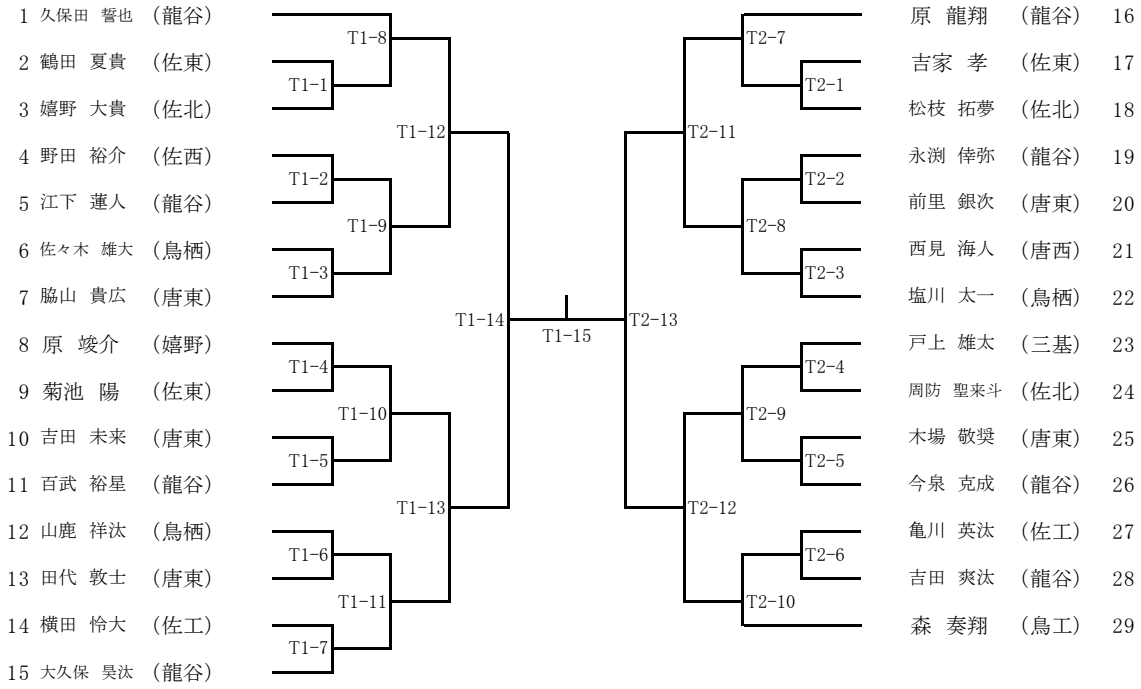 1 久保田 誓也 (龍谷)
2 鶴田 夏貴 (佐東)
3 嬉野 大貴 (佐北)
4 野田 裕介 (佐西)
5 江下 蓮人 (龍谷)
6 佐々木 雄大 (鳥栖)
7 脇山 貴広 (唐東)
8 原 竣介 (嬉野)
9 菊池 陽 (佐東)
10 吉田 未来 (唐東)
11 百武 裕星 (龍谷)
12 山鹿 祥汰 (鳥栖)
13 田代 敦士 (唐東)
14 横田 怜大 (佐工)
15 大久保 昊汰 (龍谷)
T1-8
T1-1
T1-12
T1-2
T1-9
T1-3
T1-14
T1-4
T1-10
T1-5
T1-13
T1-6
T1-11
T1-7
T1-15
T2-7
T2-1
T2-11
T2-2
T2-8
T2-3
T2-13
T2-4
T2-9
T2-5
T2-12
T2-6
T2-10
原 龍翔 (龍谷) 16
吉家 孝 (佐東) 17
松枝 拓夢 (佐北) 18
永渕 倖弥 (龍谷) 19
前里 銀次 (唐東) 20
西見 海人 (唐西) 21
塩川 太一 (鳥栖) 22
戸上 雄太 (三基) 23
周防 聖来斗 (佐北) 24
木場 敬奨 (唐東) 25
今泉 克成 (龍谷) 26
亀川 英汰 (佐工) 27
吉田 爽汰 (龍谷) 28
森 奏翔 (鳥工) 29